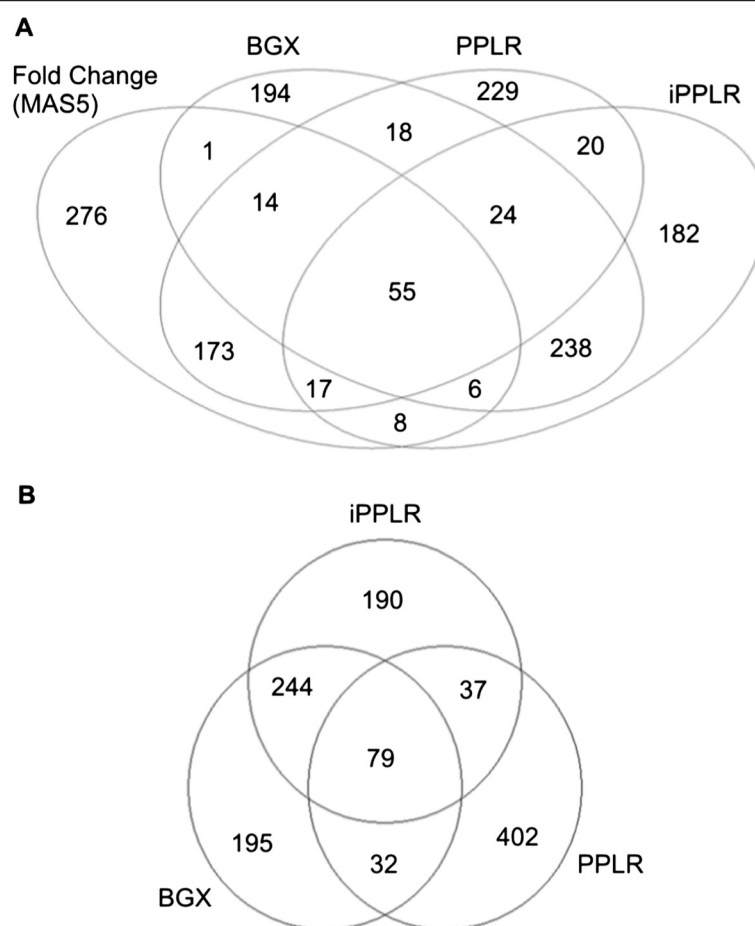 A
BGX PPLR
Fold Change
(MAS5)
iPPLR
194 229
18
1 20
14
276 24
182
55
173 238
17 6
8
B
iPPLR
190
244 37
79
195 402
32
PPLR
BGX